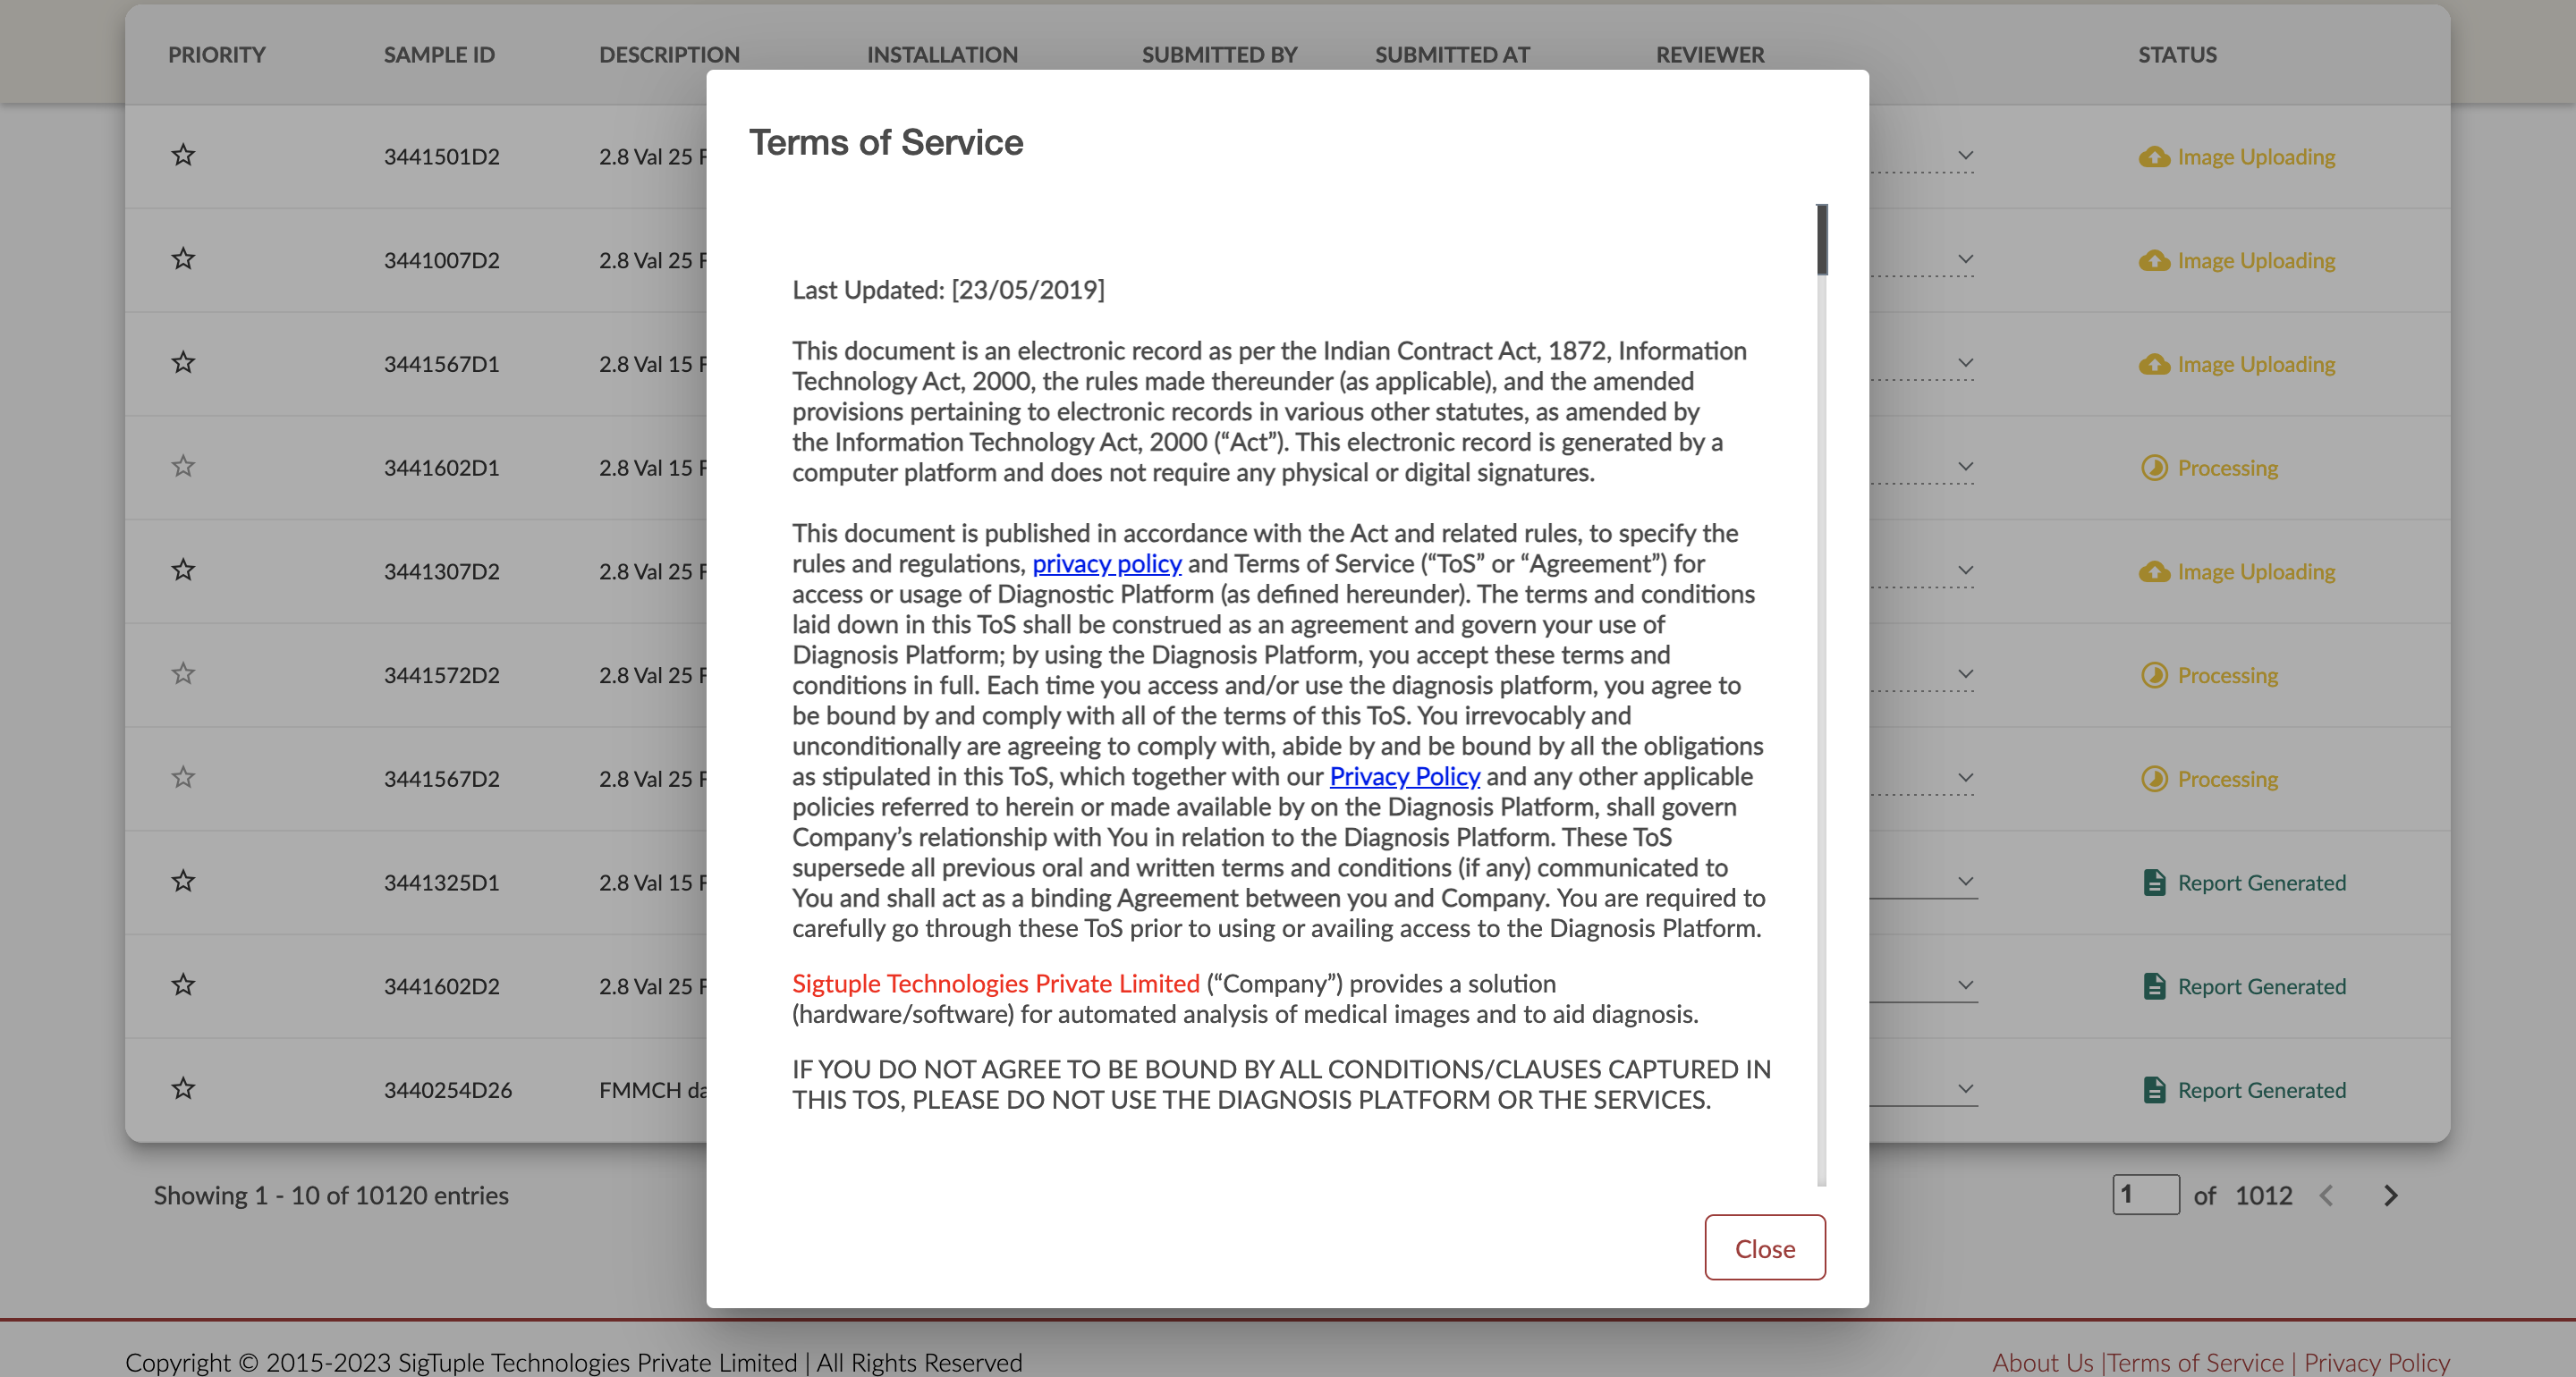 PRIORITY SAMPLE ID DESCRIPTION INSTALLATION SUBMITTED BY SUBMITTED AT REVIEWER STATUS
3441501D2 2.8 Val 25 Image Uploading
3441007D2 2.8 Val 25 Image Uploading
3441567D1 2.8 Val 15 Image Uploading
3441602D1 2.8 Val 15 Processing
3441307D2 2.8 Val 25 Image Uploading
3441572D2 2.8 Val 25 Processing
3441567D2 2.8 Val 25 Processing
3441325D1 2.8 Val 15 Report Generated
3441602D2 2.8 Val 25 Report Generated
3440254D26 FMMCH da Report Generated
Showing 1 - 10 of 10120 entries
1 of 1012
Terms of Service
Last Updated: [23/05/2019]
This document is an electronic record as per the Indian Contract Act, 1872, Information
Technology Act, 2000, the rules made thereunder (as applicable), and the amended
provisions pertaining to electronic records in various other statutes, as amended by
the Information Technology Act, 2000 (“Act”). This electronic record is generated by a
computer platform and does not require any physical or digital signatures.
This document is published in accordance with the Act and related rules, to specify the
rules and regulations, privacy policy and Terms of Service (“ToS” or “Agreement”) for
access or usage of Diagnostic Platform (as defined hereunder). The terms and conditions
laid down in this ToS shall be construed as an agreement and govern your use of
Diagnosis Platform; by using the Diagnosis Platform, you accept these terms and
conditions in full. Each time you access and/or use the diagnosis platform, you agree to
be bound by and comply with all of the terms of this ToS. You irrevocably and
unconditionally are agreeing to comply with, abide by and be bound by all the obligations
as stipulated in this ToS, which together with our Privacy Policy and any other applicable
policies referred to herein or made available by on the Diagnosis Platform, shall govern
Company’s relationship with You in relation to the Diagnosis Platform. These ToS
supersede all previous oral and written terms and conditions (if any) communicated to
You and shall act as a binding Agreement between you and Company. You are required to
carefully go through these ToS prior to using or availing access to the Diagnosis Platform.
Sigtuple Technologies Private Limited (“Company”) provides a solution
(hardware/software) for automated analysis of medical images and to aid diagnosis.
IF YOU DO NOT AGREE TO BE BOUND BY ALL CONDITIONS/CLAUSES CAPTURED IN
THIS TOS, PLEASE DO NOT USE THE DIAGNOSIS PLATFORM OR THE SERVICES.
Close
Copyright © 2015-2023 SigTuple Technologies Private Limited | All Rights Reserved
About Us |Terms of Service | Privacy Policy